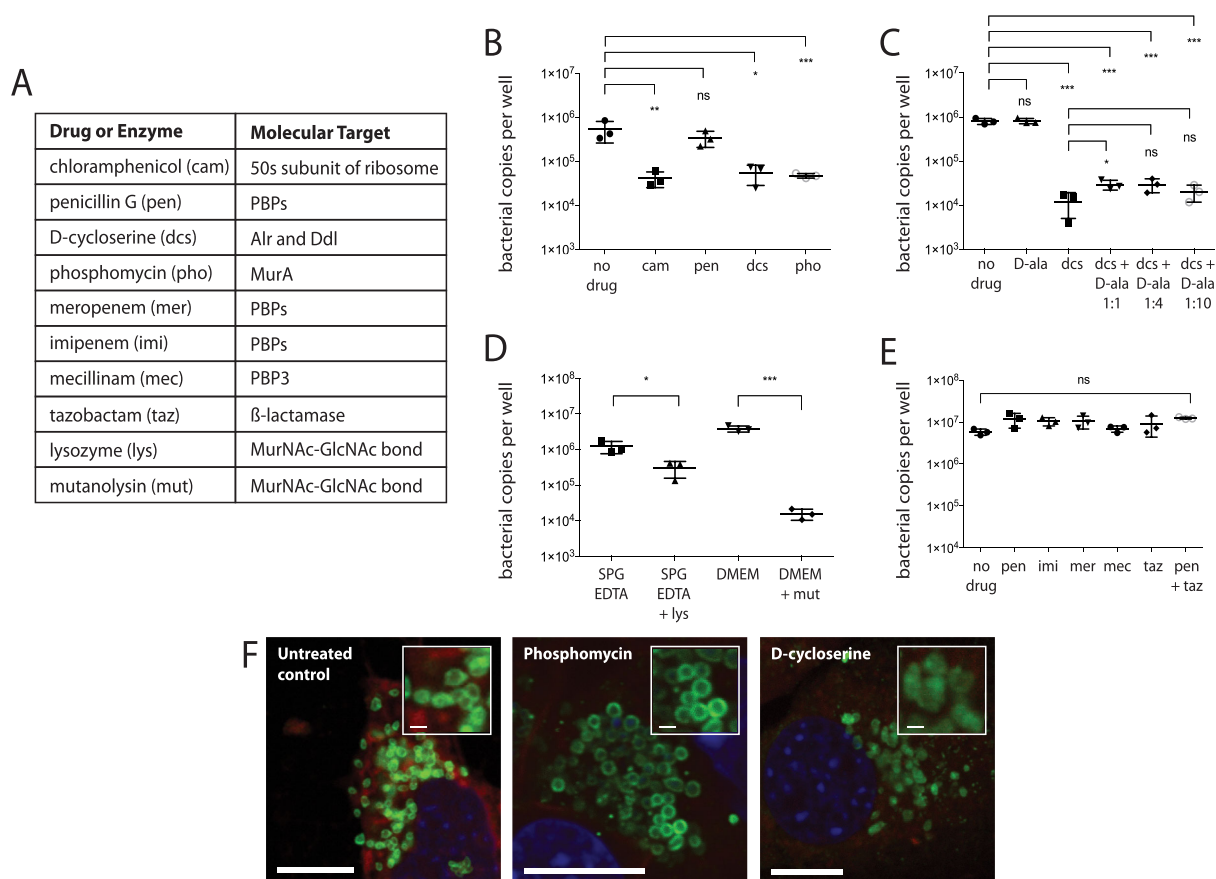 A
Drug or Enzyme Molecular Target
chloramphenicol (cam) 50s subunit of ribosome
penicillin G (pen) PBPs
D-cycloserine (dcs) Alr and Ddl
phosphomycin (pho) MurA
meropenem (mer) PBPs
imipenem (imi) PBPs
mecillinam (mec) PBP3
tazobactam (taz) ß-lactamase
lysozyme (lys) MurNAc-GlcNAc bond
mutanolysin (mut) MurNAc-GlcNAc bond
B
bacterial copies per well
1×10⁷
1×10⁶
1×10⁵
1×10⁴
1×10³
**
ns
*
***
no drug
cam
pen
dcs
pho
C
bacterial copies per well
1×10⁷
1×10⁶
1×10⁵
1×10⁴
1×10³
ns
***
***
***
***
*
ns
ns
no drug
D-ala
dcs
dcs + D-ala 1:1
dcs + D-ala 1:4
dcs + D-ala 1:10
D
bacterial copies per well
1×10⁸
1×10⁷
1×10⁶
1×10⁵
1×10⁴
1×10³
*
***
SPG EDTA
SPG EDTA + lys
DMEM
DMEM + mut
E
bacterial copies per well
1×10⁸
1×10⁷
1×10⁶
1×10⁵
1×10⁴
ns
no drug
pen
imi
mer
mec
taz
pen + taz
F
Untreated control
Phosphomycin
D-cycloserine